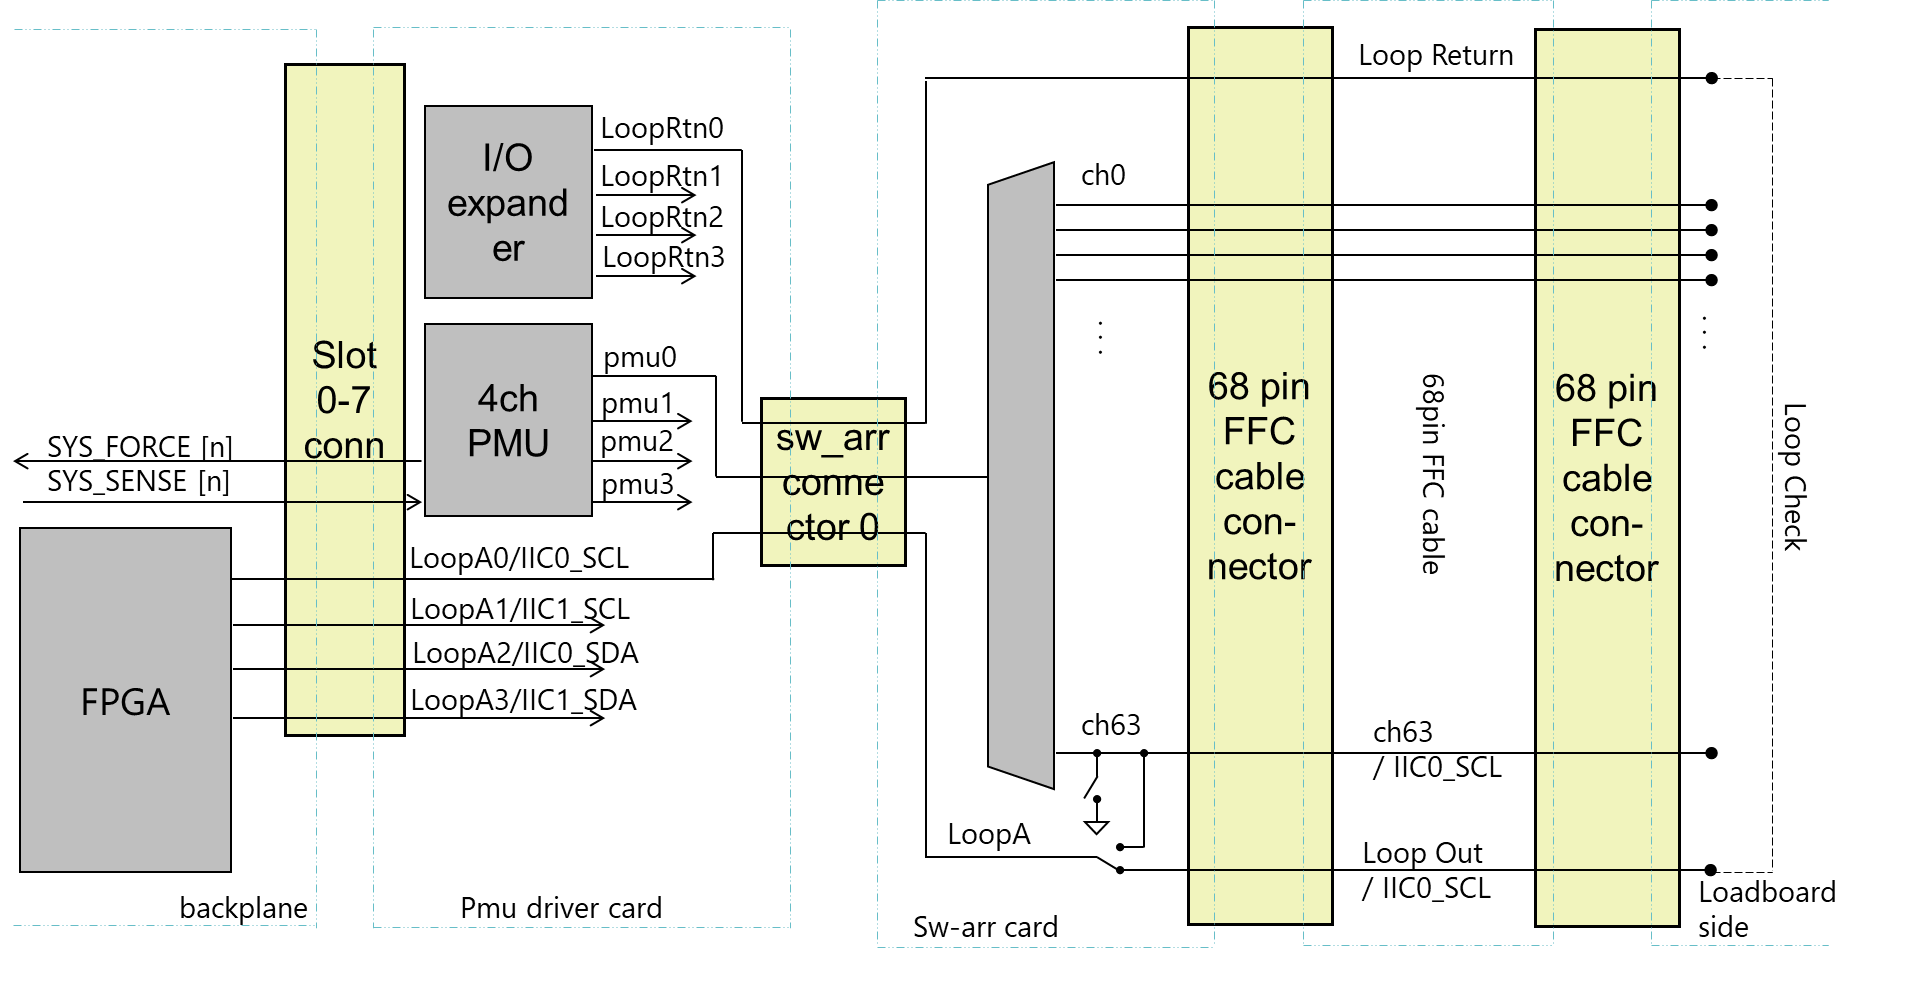 I/O
expand
er
LoopRtn0
LoopRtn1
LoopRtn2
LoopRtn3
Slot
0-7
conn
4ch
PMU
pmu0
pmu1
pmu2
pmu3
SYS_FORCE [n]
SYS_SENSE [n]
FPGA
LoopA0/IIC0_SCL
LoopA1/IIC1_SCL
LoopA2/IIC0_SDA
LoopA3/IIC1_SDA
backplane
Pmu driver card
sw_arr
conne
ctor 0
ch0
⋮
ch63
LoopA
Sw-arr card
68 pin
FFC
cable
con-
nector
Loop Return
68pin FFC cable
ch63
/ IIC0_SCL
Loop Out
/ IIC0_SCL
68 pin
FFC
cable
con-
nector
⋮
Loop Check
Loadboard
side